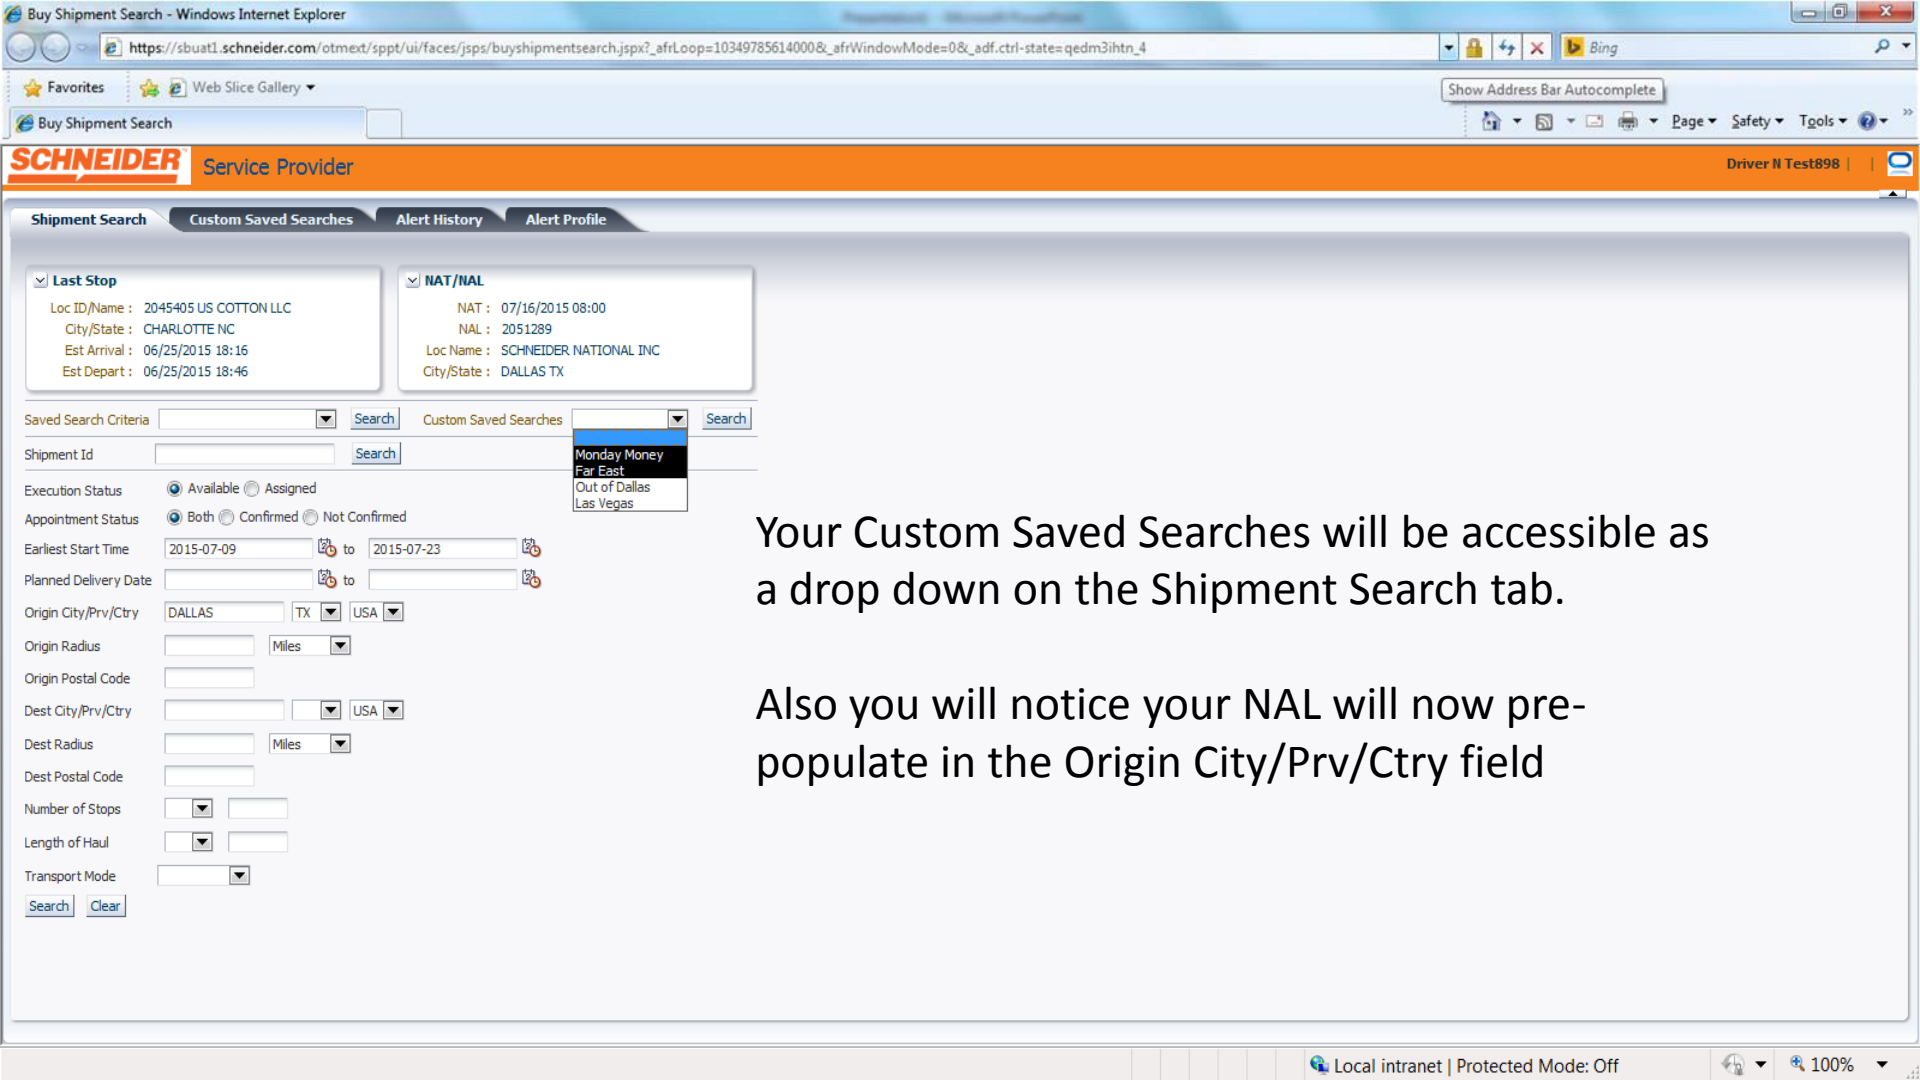 Buy Shipment Search - Windows Internet Explorer
https://sbuat1.schneider.com/otmext/sppt/ui/faces/jsps/buyshipmentsearch.jspx?_afrLoop=10349785614000&_afrWindowMode=0&_adf.ctrl-state=qedm3ihtn_4
Bing
Favorites Web Slice Gallery
Show Address Bar Autocomplete
Buy Shipment Search
Page Safety Tools
SCHNEIDER Service Provider
Driver N Test898 | |
Shipment Search Custom Saved Searches Alert History Alert Profile
Last Stop
Loc ID/Name : 2045405 US COTTON LLC
City/State : CHARLOTTE NC
Est Arrival : 06/25/2015 18:16
Est Depart : 06/25/2015 18:46
NAT/NAL
NAT : 07/16/2015 08:00
NAL : 2051289
Loc Name : SCHNEIDER NATIONAL INC
City/State : DALLAS TX
Saved Search Criteria Search Custom Saved Searches Search
Monday Money
Far East
Out of Dallas
Las Vegas
Shipment Id Search
Execution Status Available Assigned
Appointment Status Both Confirmed Not Confirmed
Earliest Start Time 2015-07-09 to 2015-07-23
Planned Delivery Date to
Origin City/Prv/Ctry DALLAS TX USA
Origin Radius Miles
Origin Postal Code
Dest City/Prv/Ctry USA
Dest Radius Miles
Dest Postal Code
Number of Stops
Length of Haul
Transport Mode
Search Clear
Your Custom Saved Searches will be accessible as
a drop down on the Shipment Search tab.
Also you will notice your NAL will now pre-
populate in the Origin City/Prv/Ctry field
Local intranet | Protected Mode: Off
100%